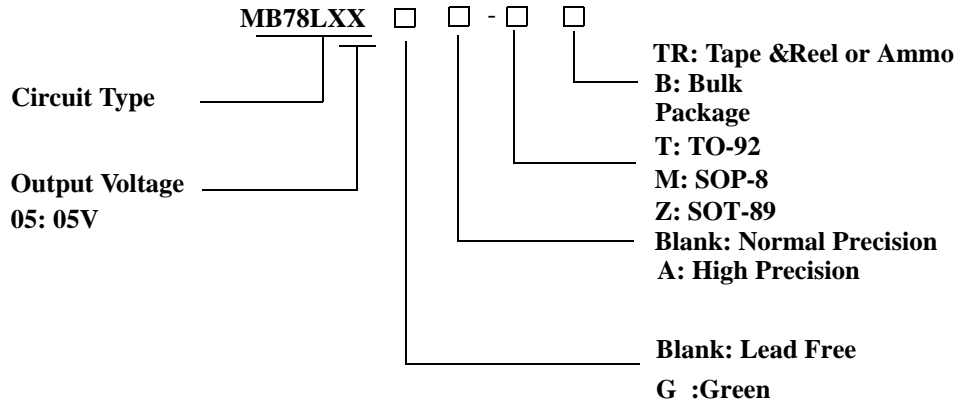 MB78LXX □ □ - □ □
TR: Tape &Reel or Ammo
B: Bulk
Circuit Type
Package
T: TO-92
Output Voltage
M: SOP-8
05: 05V
Z: SOT-89
Blank: Normal Precision
A: High Precision
Blank: Lead Free
G :Green